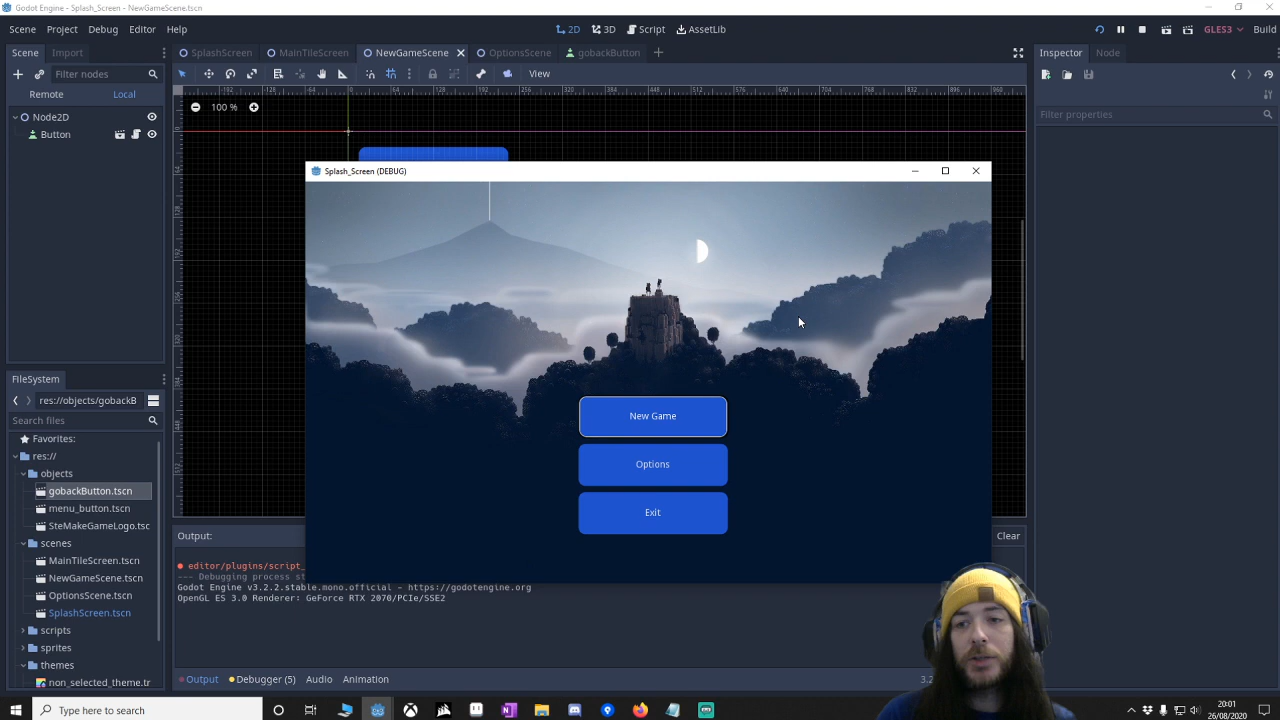 Godot Engine - Splash_Screen - NewGameScene.tscn
Scene Project Debug Editor Help
2D 3D Script AssetLib
GLES3 Build
Scene Import
SplashScreen MainTileScreen NewGameScene OptionsScene gobackButton
Inspector Node
Filter nodes
View
Remote Local
100 %
Filter properties
Node2D
Button
Splash_Screen (DEBUG)
New Game
Options
Exit
FileSystem
res://objects/gobackB
Search files
Favorites:
res://
objects
gobackButton.tscn
menu_button.tscn
SteMakeGameLogo.tsc
scenes
MainTileScreen.tscn
NewGameScene.tscn
OptionsScene.tscn
SplashScreen.tscn
scripts
sprites
themes
non_selected_theme.tr
Output:
Clear
editor/plugins/script_
--- Debugging process st
Godot Engine v3.2.2.stable.mono.official - https://godotengine.org
OpenGL ES 3.0 Renderer: GeForce RTX 2070/PCIe/SSE2
Output Debugger (5) Audio Animation
3.2
Type here to search
20:01
26/08/2020